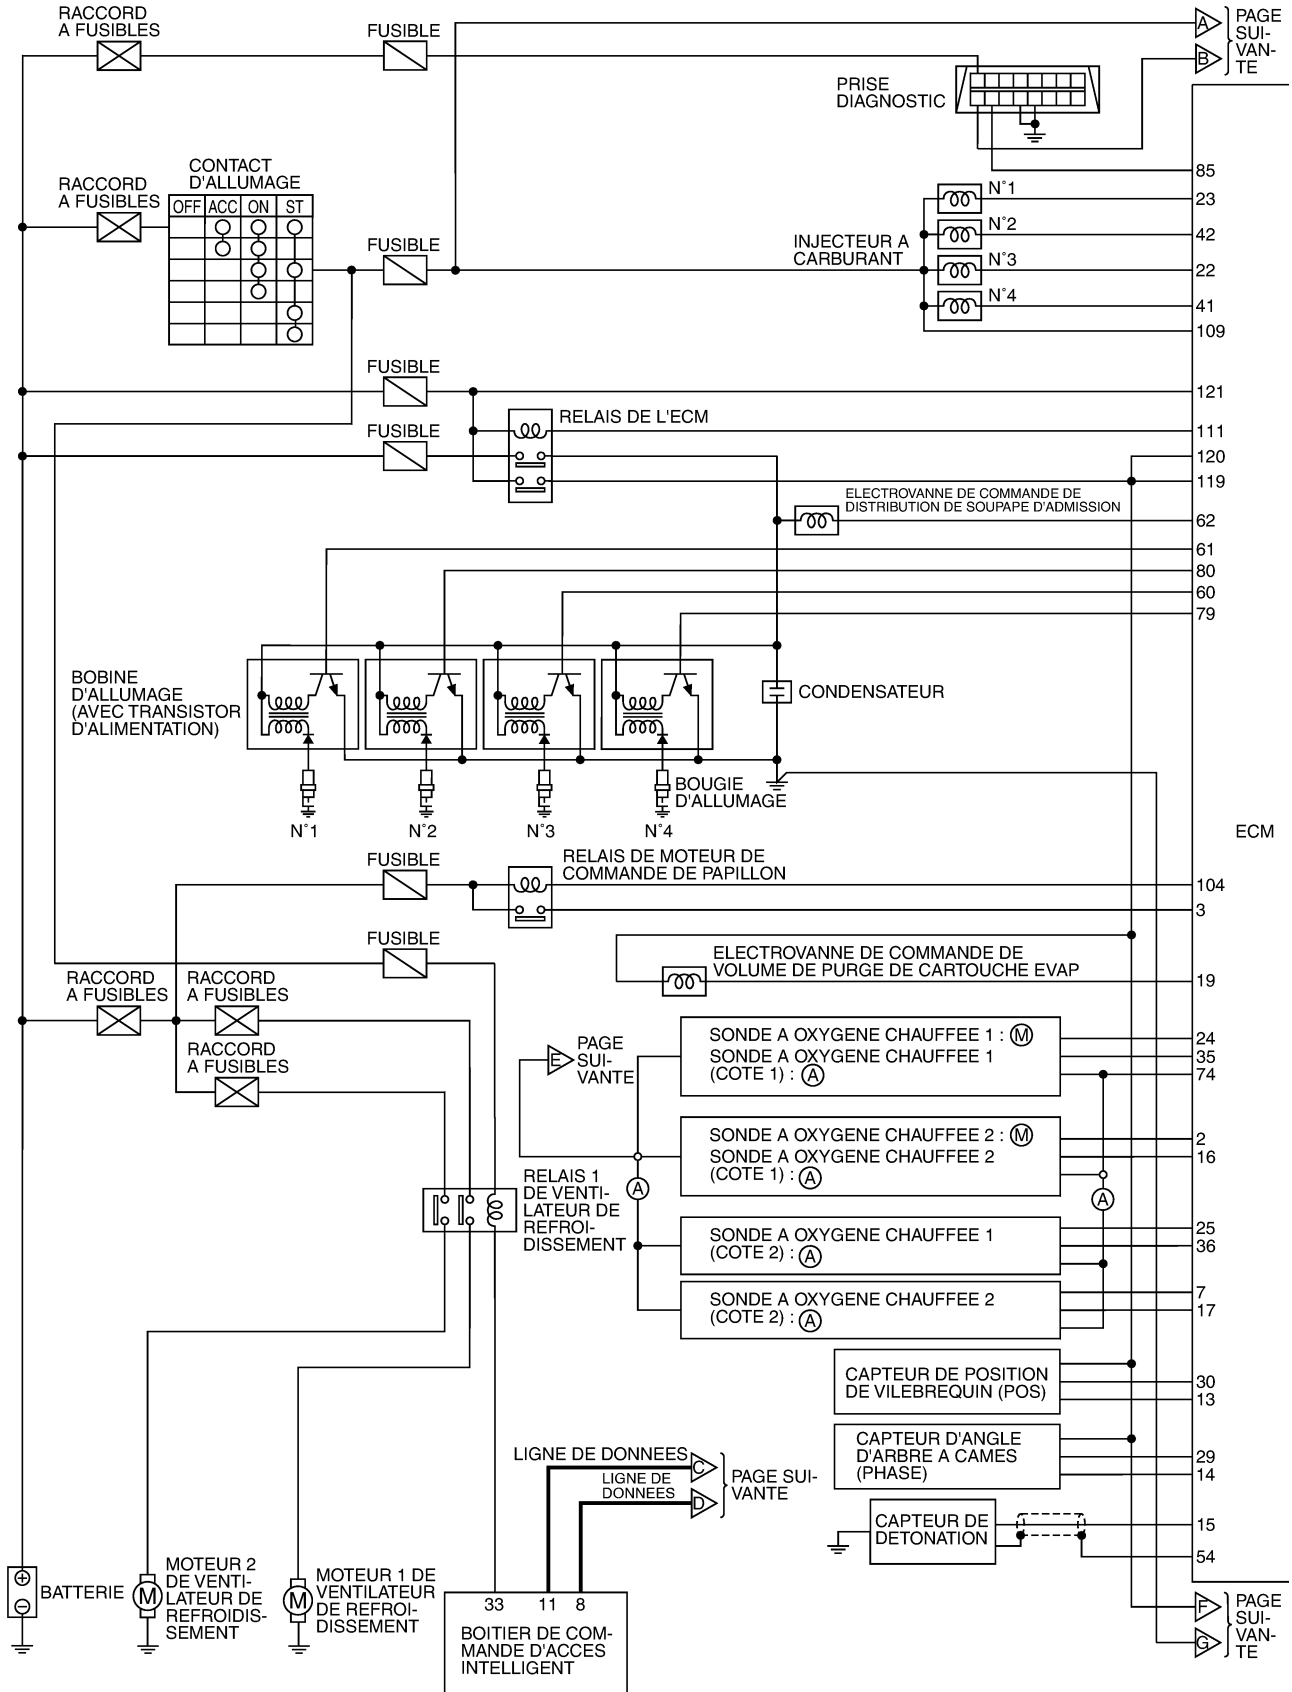 RACCORD
A FUSIBLES
FUSIBLE
A
B
PAGE
SUI-
VAN-
TE
PRISE
DIAGNOSTIC
85
RACCORD
A FUSIBLES
CONTACT
D'ALLUMAGE
OFF ACC ON ST
FUSIBLE
INJECTEUR A
CARBURANT
N°1
23
N°2
42
N°3
22
N°4
41
109
FUSIBLE
121
RELAIS DE L'ECM
111
FUSIBLE
120
119
ELECTROVANNE DE COMMANDE DE
DISTRIBUTION DE SOUPAPE D'ADMISSION
62
61
80
60
79
BOBINE
D'ALLUMAGE
(AVEC TRANSISTOR
D'ALIMENTATION)
CONDENSATEUR
BOUGIE
D'ALLUMAGE
N°1
N°2
N°3
N°4
ECM
FUSIBLE
RELAIS DE MOTEUR DE
COMMANDE DE PAPILLON
104
3
FUSIBLE
ELECTROVANNE DE COMMANDE DE
VOLUME DE PURGE DE CARTOUCHE EVAP
19
RACCORD
A FUSIBLES
RACCORD
A FUSIBLES
RACCORD
A FUSIBLES
E
PAGE
SUI-
VANTE
SONDE A OXYGENE CHAUFFEE 1 : M
SONDE A OXYGENE CHAUFFEE 1
(COTE 1) : A
24
35
74
SONDE A OXYGENE CHAUFFEE 2 : M
SONDE A OXYGENE CHAUFFEE 2
(COTE 1) : A
2
16
A
A
RELAIS 1
DE VENTI-
LATEUR DE
REFROI-
DISSEMENT
SONDE A OXYGENE CHAUFFEE 1
(COTE 2) : A
25
36
SONDE A OXYGENE CHAUFFEE 2
(COTE 2) : A
7
17
CAPTEUR DE POSITION
DE VILEBREQUIN (POS)
30
13
CAPTEUR D'ANGLE
D'ARBRE A CAMES
(PHASE)
29
14
LIGNE DE DONNEES
C
LIGNE DE
DONNEES
D
PAGE SUI-
VANTE
CAPTEUR DE
DETONATION
15
54
BATTERIE
M
MOTEUR 2
DE VENTI-
LATEUR DE
REFROIDIS-
SEMENT
M
MOTEUR 1 DE
VENTILATEUR
DE REFROI-
DISSEMENT
33 11 8
BOITIER DE COM-
MANDE D'ACCES
INTELLIGENT
F
G
PAGE
SUI-
VAN-
TE